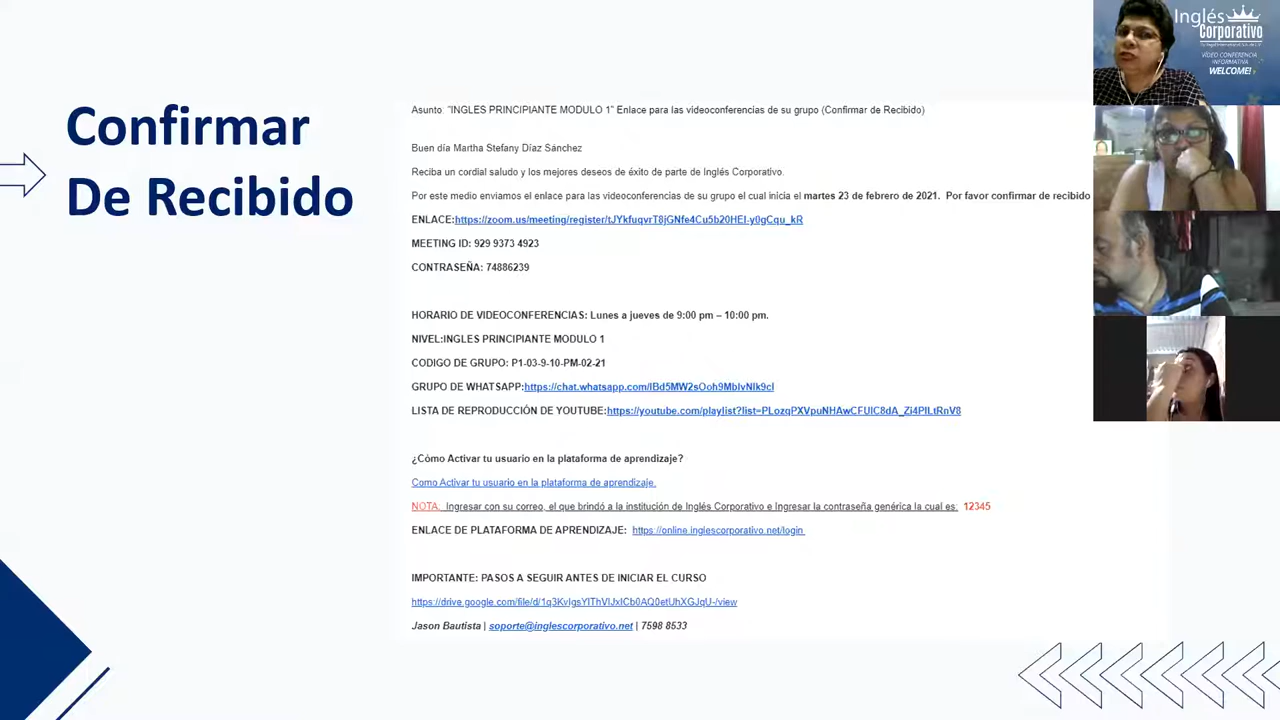 Confirmar
De Recibido
Asunto: "INGLES PRINCIPIANTE MODULO 1" Enlace para las videoconferencias de su grupo (Confirmar de Recibido)
Buen día Martha Stefany Díaz Sánchez
Reciba un cordial saludo y los mejores deseos de éxito de parte de Inglés Corporativo.
Por este medio enviamos el enlace para las videoconferencias de su grupo el cual inicia el martes 23 de febrero de 2021. Por favor confirmar de recibido
ENLACE:https://zoom.us/meeting/register/tJYkfuqvrT8jGNfe4Cu5b20HEI-y0gCqu_kR
MEETING ID: 929 9373 4923
CONTRASEÑA: 74886239
HORARIO DE VIDEOCONFERENCIAS: Lunes a jueves de 9:00 pm – 10:00 pm.
NIVEL:INGLES PRINCIPIANTE MODULO 1
CODIGO DE GRUPO: P1-03-9-10-PM-02-21
GRUPO DE WHATSAPP:https://chat.whatsapp.com/IBd5MW2sOoh9MbIvNIk9cI
LISTA DE REPRODUCCIÓN DE YOUTUBE:https://youtube.com/playlist?list=PLozqPXVpuNHAwCFUIC8dA_Zi4PILtRnV8
¿Cómo Activar tu usuario en la plataforma de aprendizaje?
Como Activar tu usuario en la plataforma de aprendizaje.
NOTA: Ingresar con su correo, el que brindó a la institución de Inglés Corporativo e Ingresar la contraseña genérica la cual es: 12345
ENLACE DE PLATAFORMA DE APRENDIZAJE: https://online.inglescorporativo.net/login
IMPORTANTE: PASOS A SEGUIR ANTES DE INICIAR EL CURSO
https://drive.google.com/file/d/1q3KvIgsYIThVIJxICb0AQ0etUhXGJqU-/view
Jason Bautista | soporte@inglescorporativo.net | 7598 8533
Inglés
Corporativo
VÍDEO CONFERENCIA
INFORMATIVA
WELCOME!